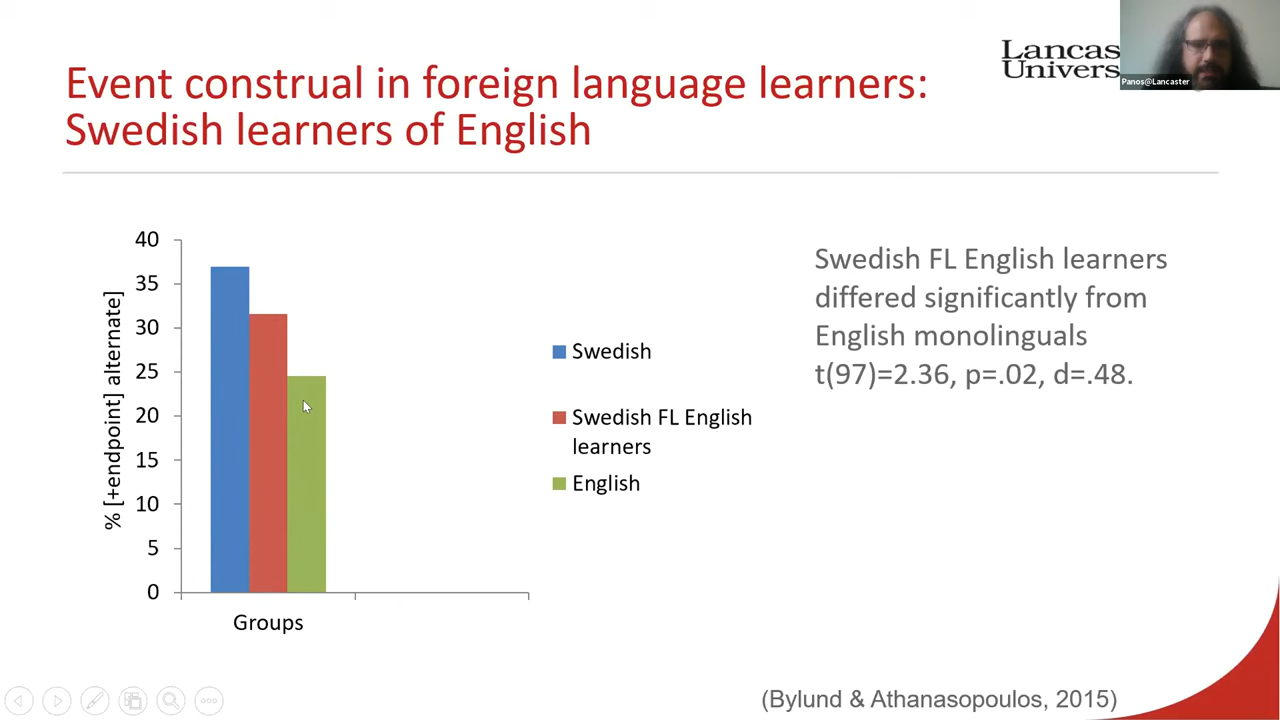 Lancas
Univers
Panos@Lancaster
Event construal in foreign language learners:
Swedish learners of English
40
35
30
25
20
15
10
5
0
% [+endpoint] alternate]
Groups
Swedish
Swedish FL English
learners
English
Swedish FL English learners
differed significantly from
English monolinguals
t(97)=2.36, p=.02, d=.48.
(Bylund & Athanasopoulos, 2015)